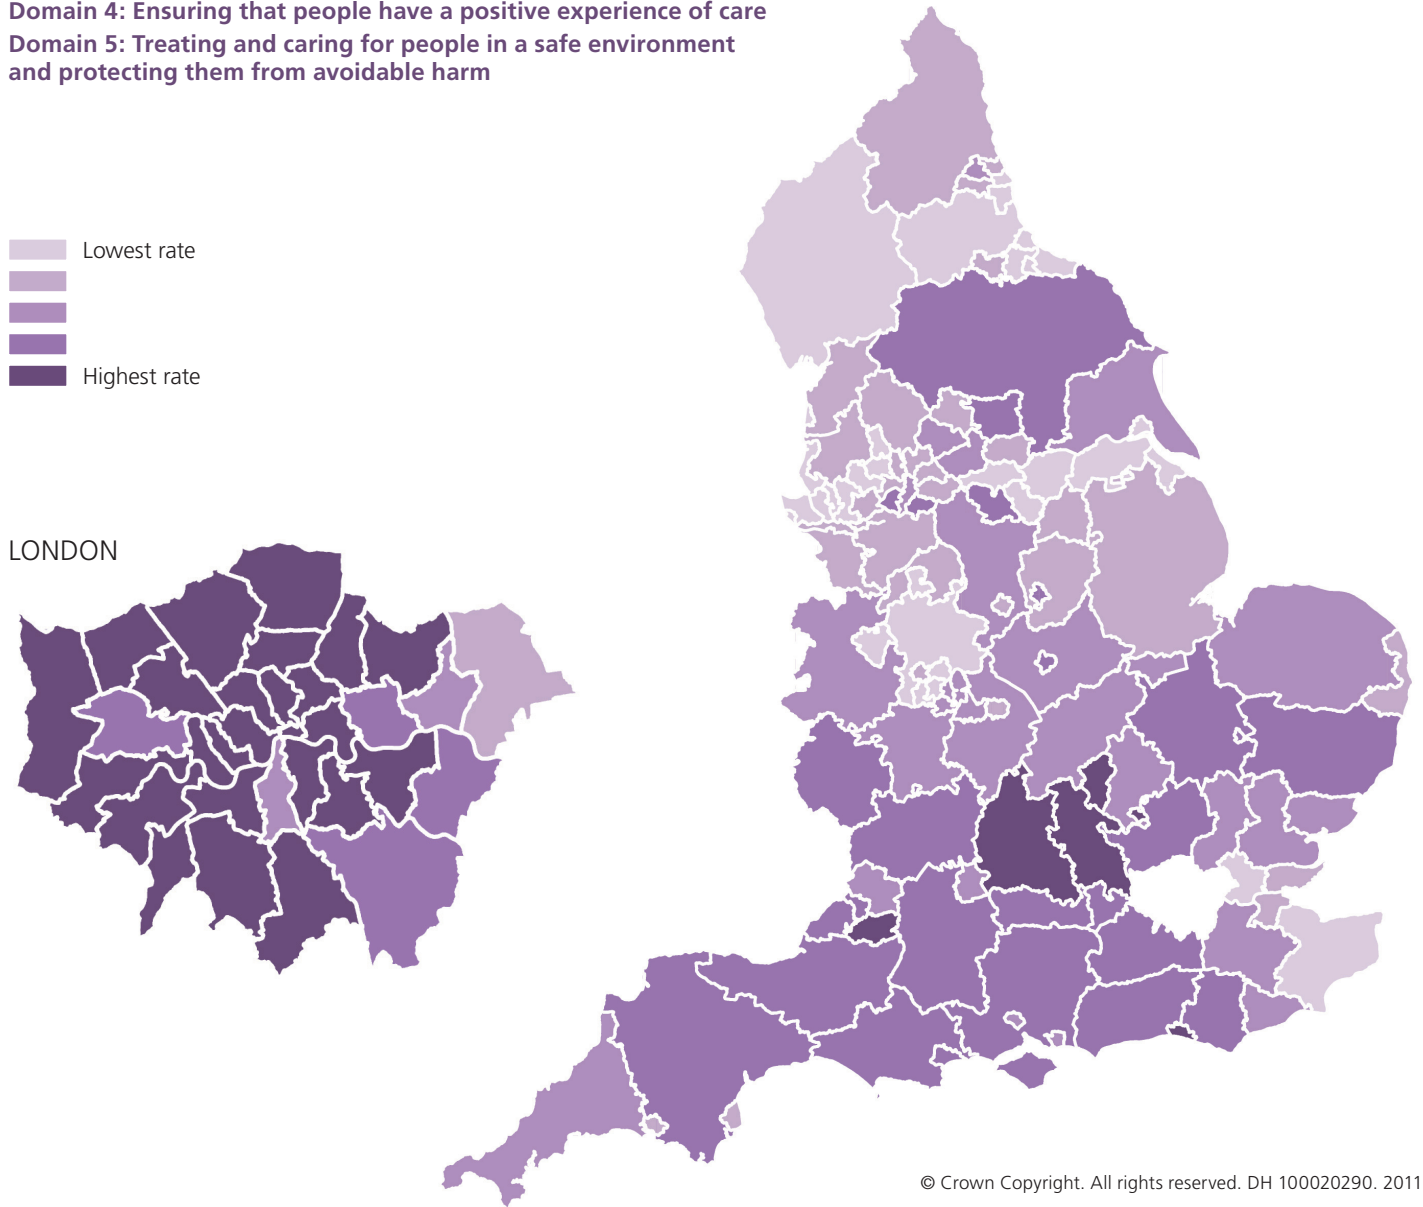 Domain 4: Ensuring that people have a positive experience of care
Domain 5: Treating and caring for people in a safe environment
and protecting them from avoidable harm
Lowest rate
Highest rate
LONDON
© Crown Copyright. All rights reserved. DH 100020290. 2011